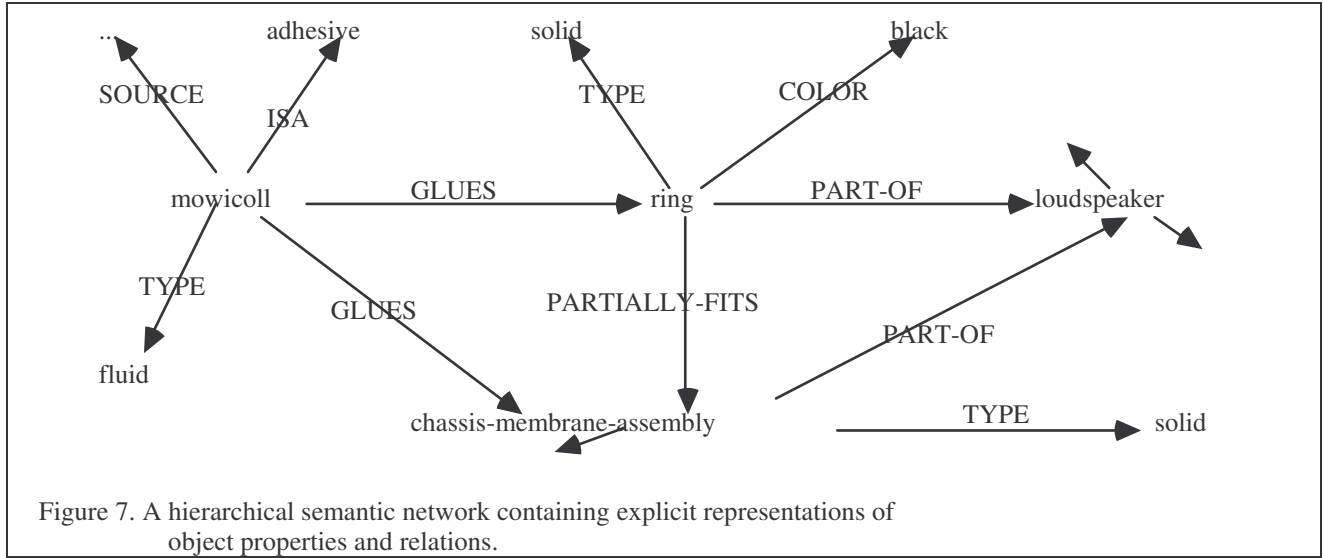 ... adhesive solid black
SOURCE ISA TYPE COLOR
mowicoll GLUES ring PART-OF loudspeaker
TYPE GLUES PARTIALLY-FITS PART-OF
fluid
chassis-membrane-assembly TYPE solid
Figure 7. A hierarchical semantic network containing explicit representations of
object properties and relations.